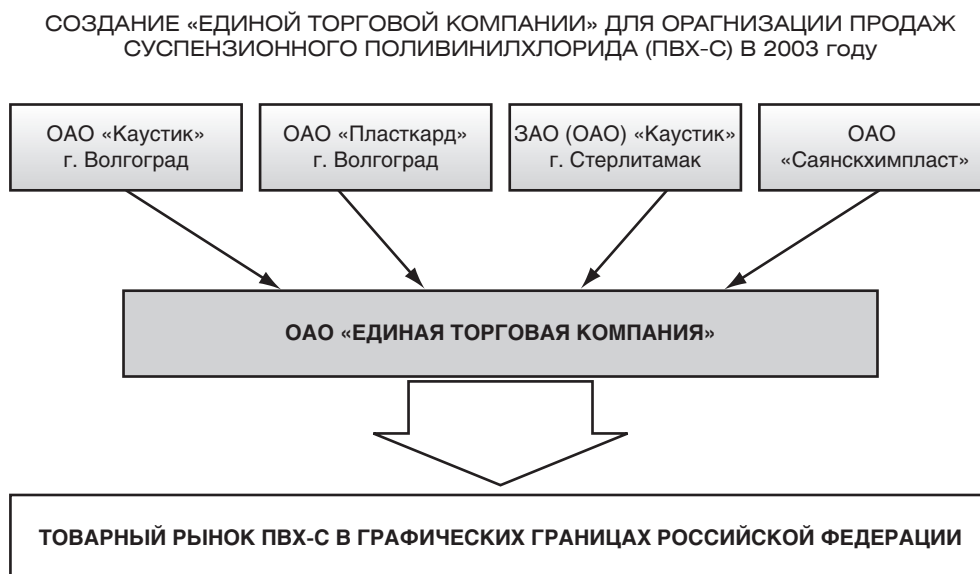 СОЗДАНИЕ «ЕДИНОЙ ТОРГОВОЙ КОМПАНИИ» ДЛЯ ОРАГНИЗАЦИИ ПРОДАЖ
СУСПЕНЗИОННОГО ПОЛИВИНИЛХЛОРИДА (ПВХ-С) В 2003 году
ОАО «Каустик»
г. Волгоград
ОАО «Пласткард»
г. Волгоград
ЗАО (ОАО) «Каустик»
г. Стерлитамак
ОАО
«Саянскхимпласт»
ОАО «ЕДИНАЯ ТОРГОВАЯ КОМПАНИЯ»
ТОВАРНЫЙ РЫНОК ПВХ-С В ГРАФИЧЕСКИХ ГРАНИЦАХ РОССИЙСКОЙ ФЕДЕРАЦИИ